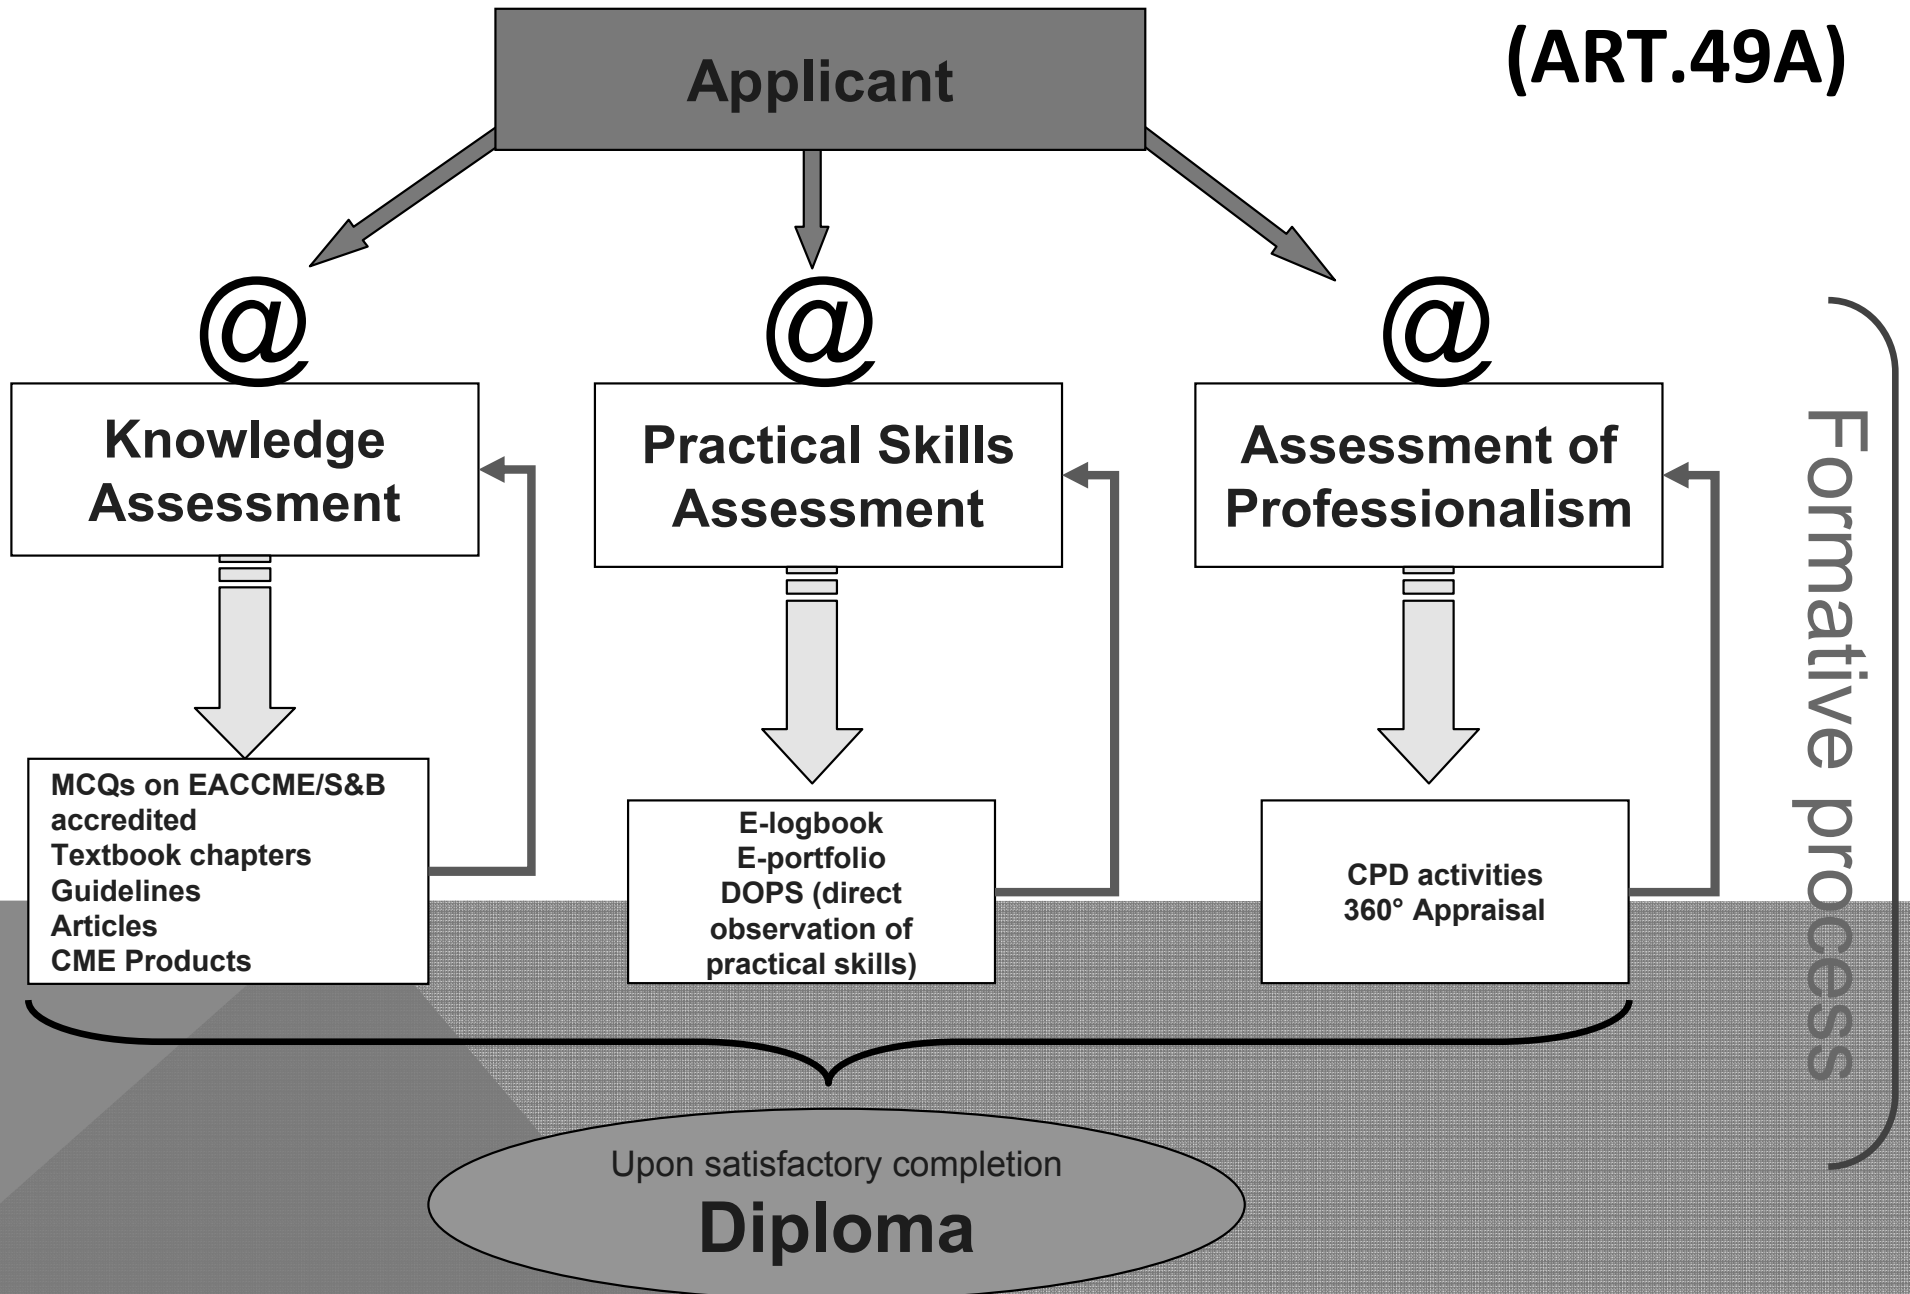 (ART.49A)
Applicant
@
@
@
Knowledge
Assessment
Practical Skills
Assessment
Assessment of
Professionalism
MCQs on EACCME/S&B
accredited
Textbook chapters
Guidelines
Articles
CME Products
E-logbook
E-portfolio
DOPS (direct
observation of
practical skills)
CPD activities
360° Appraisal
Formative process
Upon satisfactory completion
Diploma